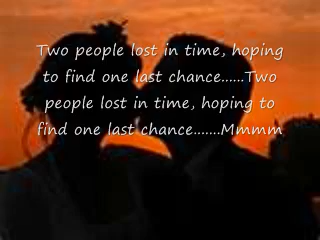 Two people lost in time, hoping
to find one last chance......Two
people lost in time, hoping to
find one last chance.......Mmmm